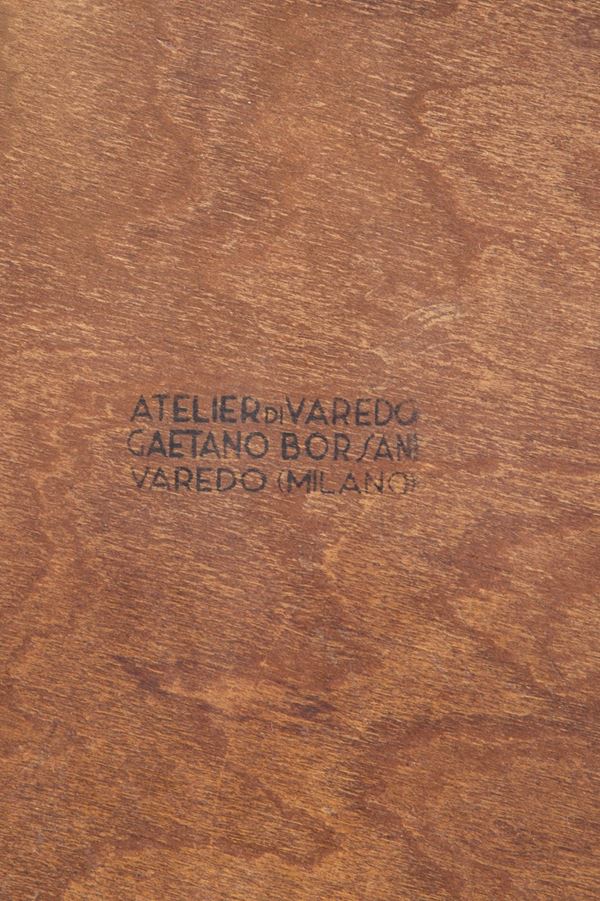 ATELIER DI VAREDO
GAETANO BORSANI
VAREDO (MILANO)